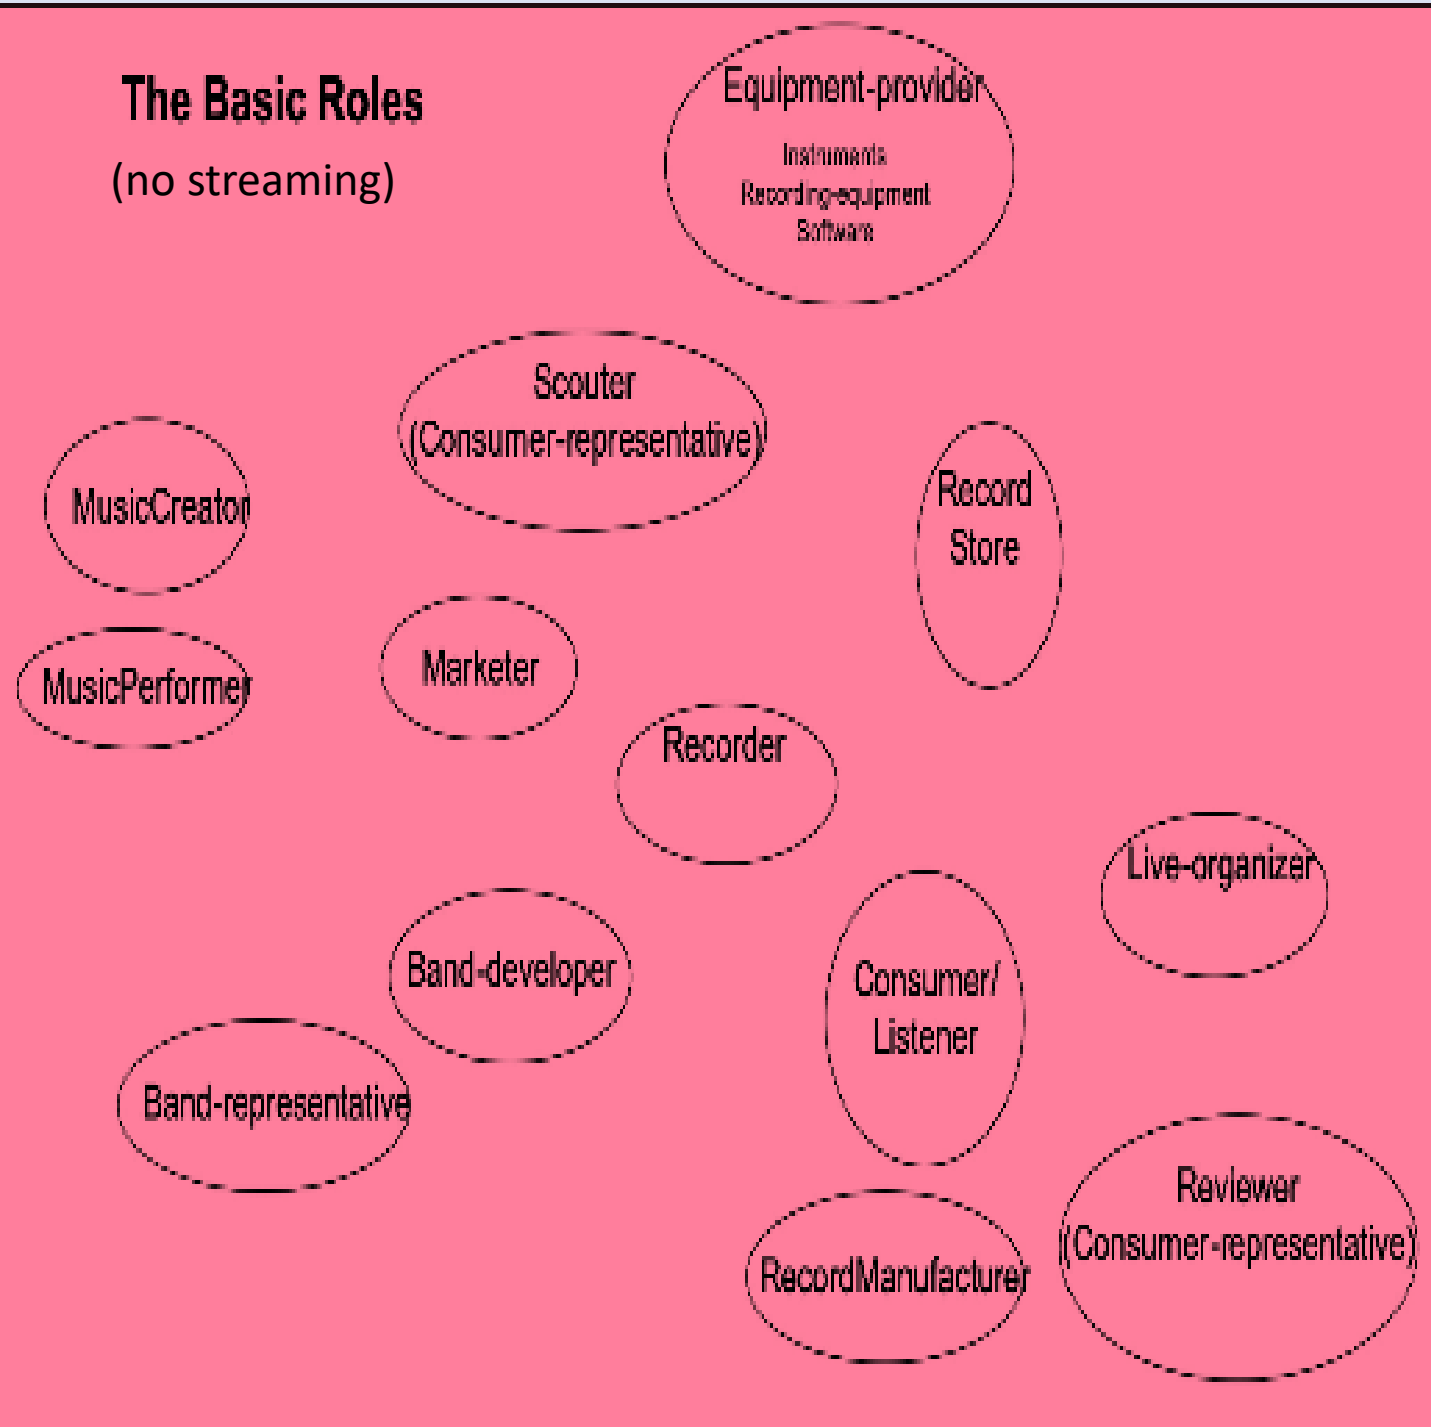 The Basic Roles
(no streaming)
Equipment-provider
Instruments
Recording-equipment
Software
Scouter
(Consumer-representative)
MusicCreator
Record
Store
MusicPerformer
Marketer
Recorder
Live-organizer
Band-developer
Consumer/
Listener
Band-representative
Reviewer
(Consumer-representative)
RecordManufacturer